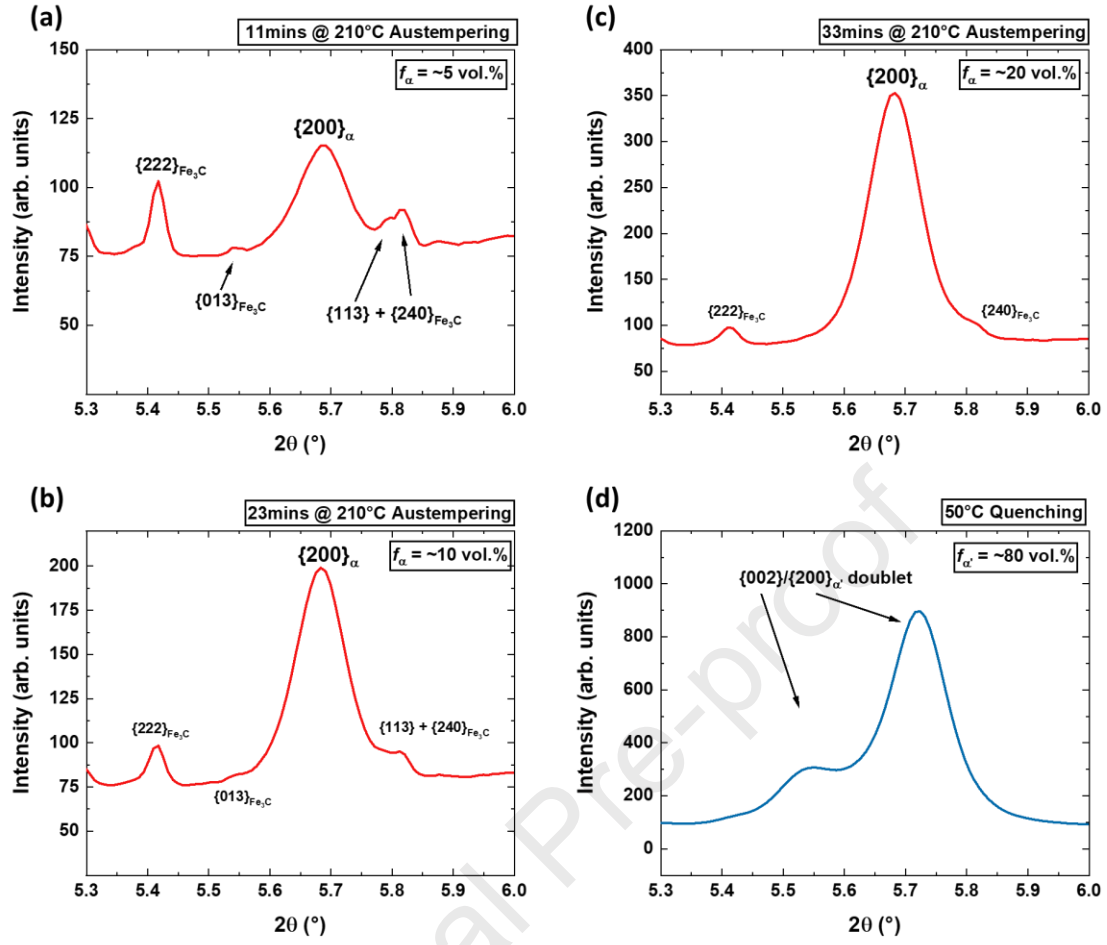 (a)
11mins @ 210°C Austempering
fα = ~5 vol.%
150
125
100
75
50
25
Intensity (arb. units)
{222}Fe₃C
{013}Fe₃C
{200}α
{113} + {240}Fe₃C
5.3 5.4 5.5 5.6 5.7 5.8 5.9 6.0
2θ (°)
(c)
33mins @ 210°C Austempering
fα = ~20 vol.%
400
350
300
250
200
150
100
50
Intensity (arb. units)
{222}Fe₃C
{200}α
{240}Fe₃C
5.3 5.4 5.5 5.6 5.7 5.8 5.9 6.0
2θ (°)
(b)
23mins @ 210°C Austempering
fα = ~10 vol.%
200
175
150
125
100
75
50
25
Intensity (arb. units)
{222}Fe₃C
{013}Fe₃C
{200}α
{113} + {240}Fe₃C
5.3 5.4 5.5 5.6 5.7 5.8 5.9 6.0
2θ (°)
(d)
50°C Quenching
fα' = ~80 vol.%
1200
1000
800
600
400
200
0
Intensity (arb. units)
{002}/{200}α' doublet
5.3 5.4 5.5 5.6 5.7 5.8 5.9 6.0
2θ (°)
al Pre-proof